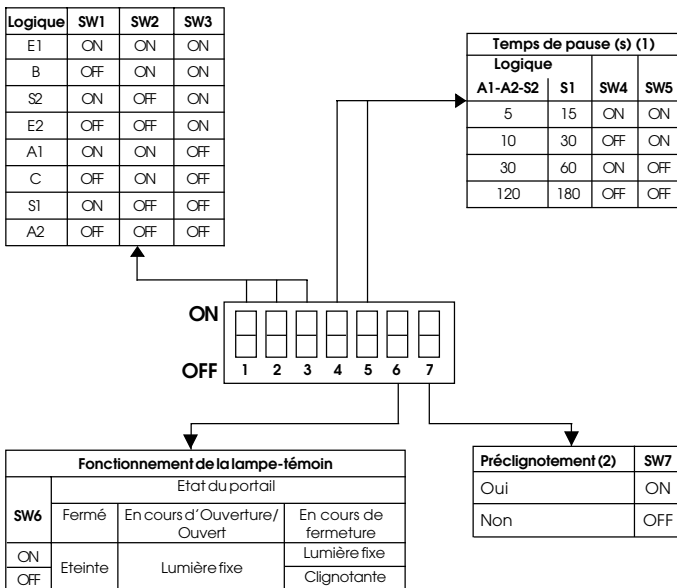 Logique SW1 SW2 SW3
E1 ON ON ON
B OFF ON ON
S2 ON OFF ON
E2 OFF OFF ON
A1 ON ON OFF
C OFF ON OFF
S1 ON OFF OFF
A2 OFF OFF OFF
Temps de pause (s) (1)
Logique
A1-A2-S2 S1 SW4 SW5
5 15 ON ON
10 30 OFF ON
30 60 ON OFF
120 180 OFF OFF
ON
OFF 1 2 3 4 5 6 7
Fonctionnement de la lampe-témoin
Etat du portail
SW6 Fermé En cours d'Ouverture/ En cours de
Ouvert fermeture
ON Eteinte Lumière fixe Lumière fixe
OFF Clignotante
Préclignotement (2) SW7
Oui ON
Non OFF